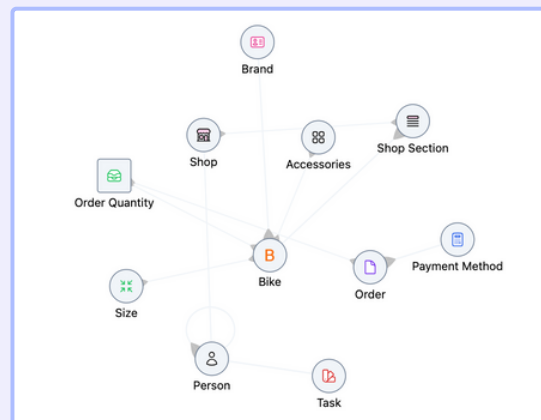 Brand
Shop
Accessories
Shop Section
Order Quantity
B
Bike
Payment Method
Order
Size
Person
Task